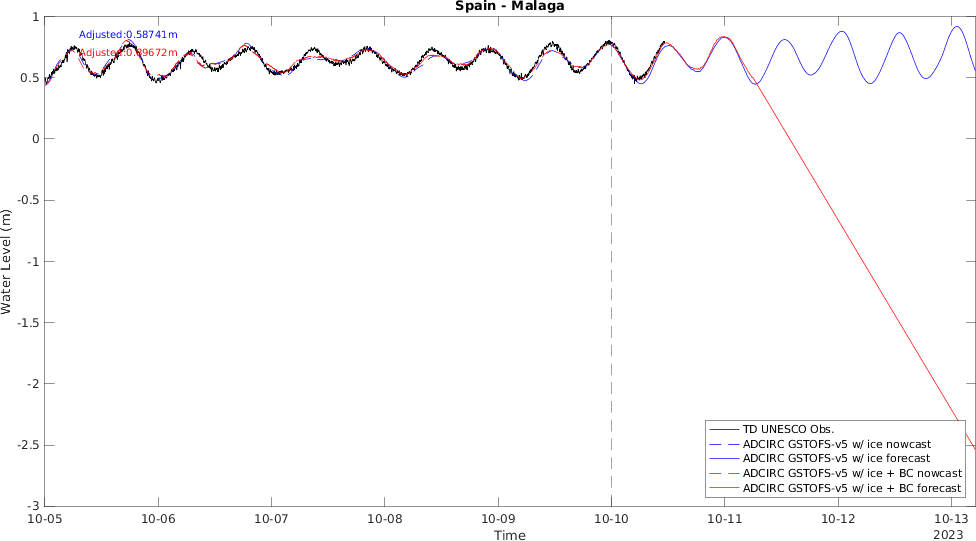 Spain - Malaga
Adjusted:0.58741m
Adjusted:0.39672m
Water Level (m)
1
0.5
0
-0.5
-1
-1.5
-2
-2.5
-3
10-05
10-06
10-07
10-08
10-09
10-10
10-11
10-12
10-13
2023
Time
TD UNESCO Obs.
ADCIRC GSTOFS-v5 w/ ice nowcast
ADCIRC GSTOFS-v5 w/ ice forecast
ADCIRC GSTOFS-v5 w/ ice + BC nowcast
ADCIRC GSTOFS-v5 w/ ice + BC forecast